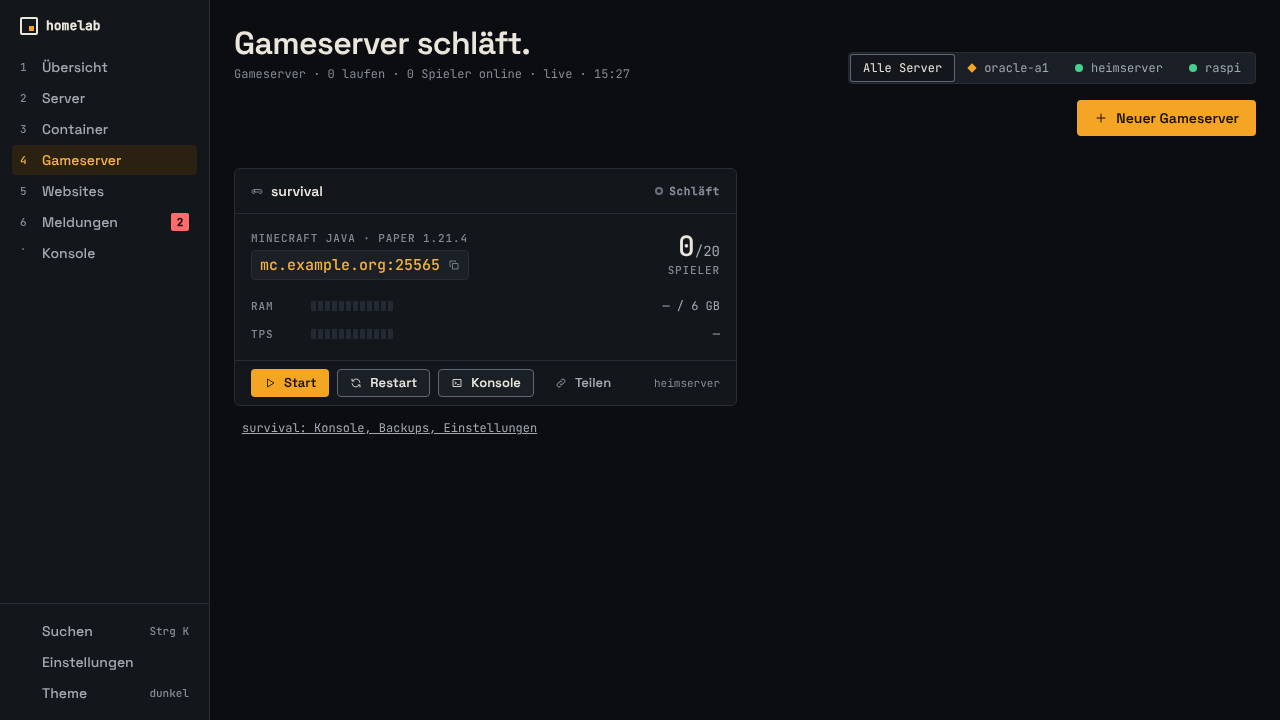 homelab
1 Übersicht
2 Server
3 Container
4 Gameserver
5 Websites
6 Meldungen 2
` Konsole
Suchen Strg K
Einstellungen
Theme dunkel
Gameserver schläft.
Gameserver · 0 laufen · 0 Spieler online · live · 15:27
Alle Server oracle-a1 heimserver raspi
+ Neuer Gameserver
survival Schläft
MINECRAFT JAVA · PAPER 1.21.4
mc.example.org:25565
0/20
SPIELER
RAM — / 6 GB
TPS —
Start Restart Konsole Teilen heimserver
survival: Konsole, Backups, Einstellungen